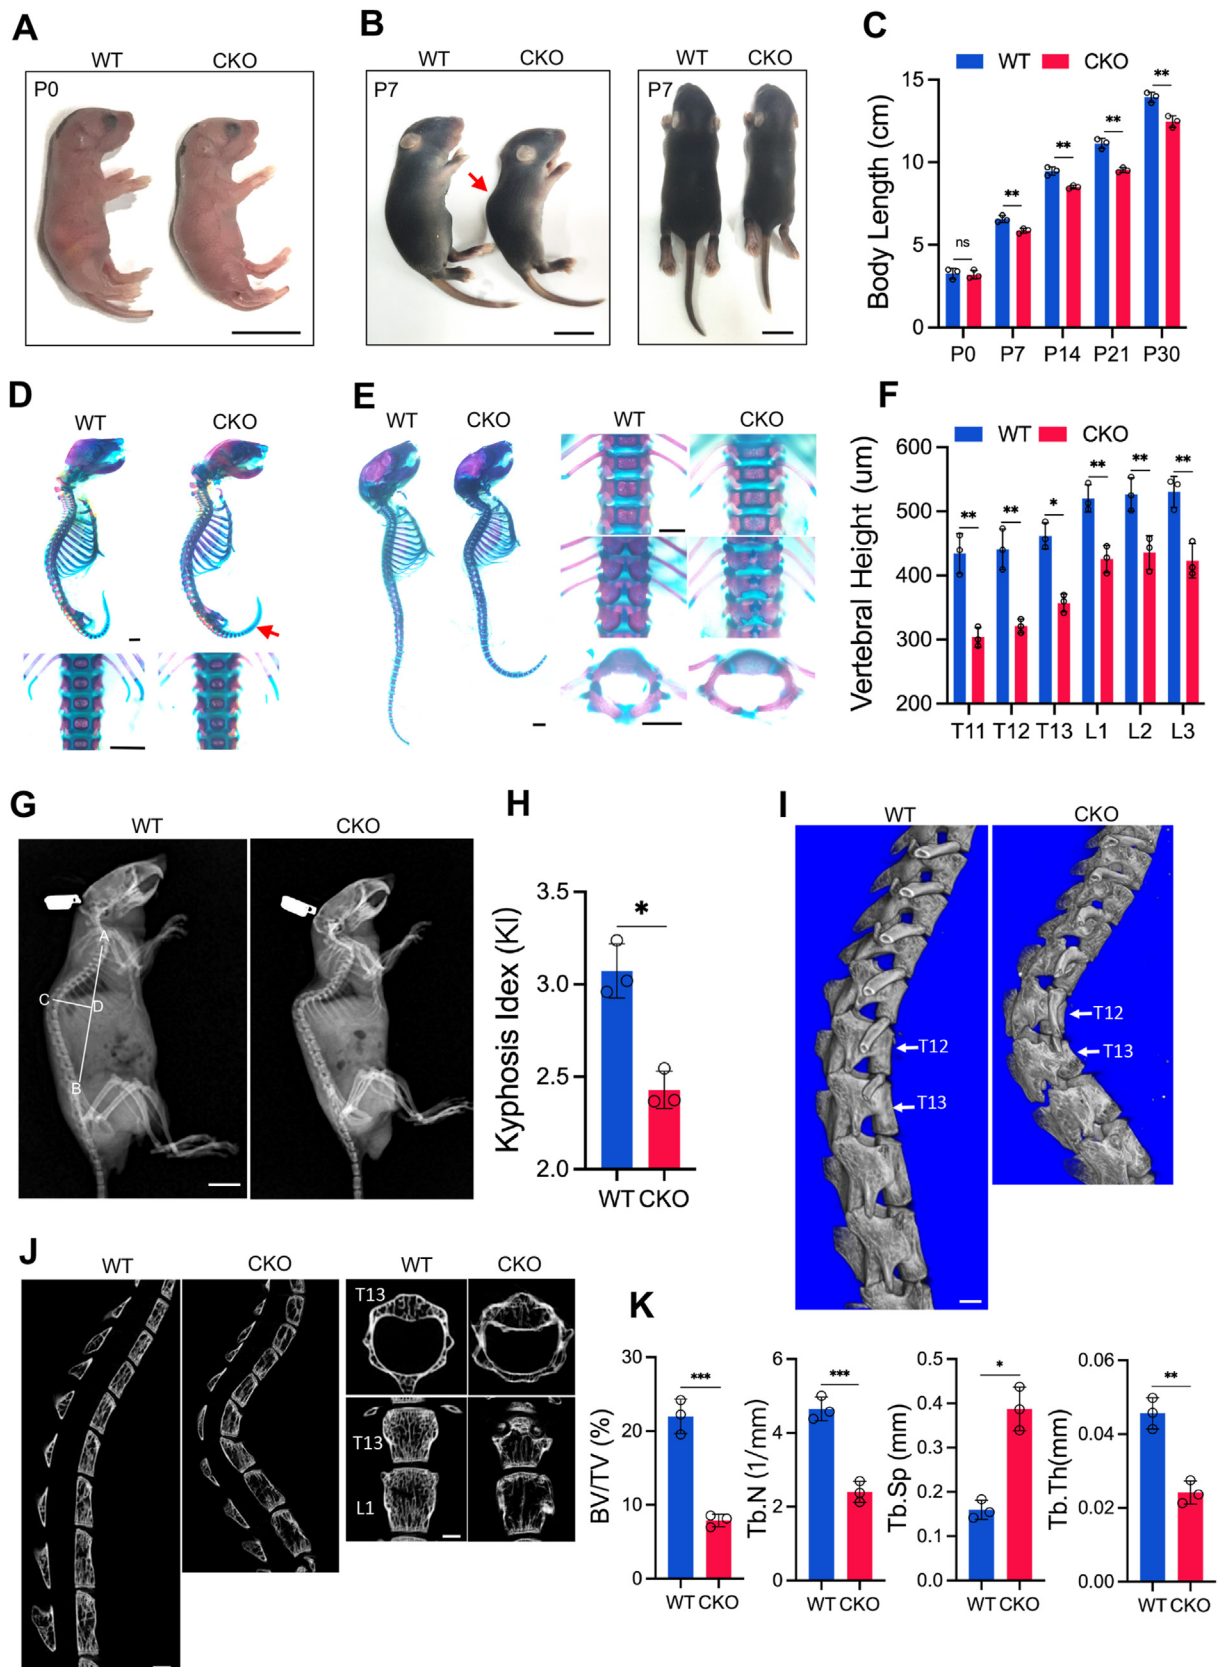 A
WT CKO
P0
B
WT CKO WT CKO
P7 P7
C
WT CKO
Body Length (cm)
15
10
5
0
ns ** ** ** **
P0 P7 P14 P21 P30
D
WT CKO
E
WT CKO WT CKO
F
WT CKO
Vertebral Height (um)
600
500
400
300
200
** ** * ** ** **
T11 T12 T13 L1 L2 L3
G
WT CKO
A
C
D
B
H
Kyphosis Idex (KI)
3.5
3.0
2.5
2.0
*
WT CKO
I
WT CKO
T12
T13
T12
T13
J
WT CKO WT CKO
T13
T13
L1
K
BV/TV (%)
30
20
10
0
***
WT CKO
Tb.N (1/mm)
6
4
2
0
***
WT CKO
Tb.Sp (mm)
0.5
0.4
0.3
0.2
0.1
0.0
*
WT CKO
Tb.Th(mm)
0.06
0.04
0.02
0.00
**
WT CKO